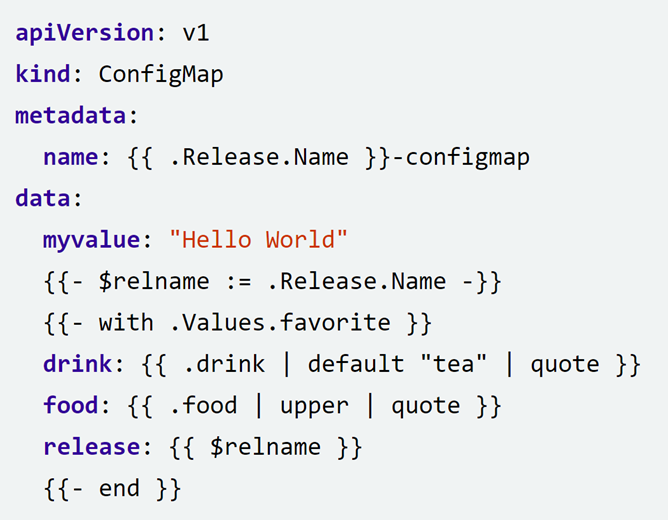 apiVersion: v1
kind: ConfigMap
metadata:
  name: {{ .Release.Name }}-configmap
data:
  myvalue: "Hello World"
  {{- $relname := .Release.Name -}}
  {{- with .Values.favorite }}
  drink: {{ .drink | default "tea" | quote }}
  food: {{ .food | upper | quote }}
  release: {{ $relname }}
  {{- end }}